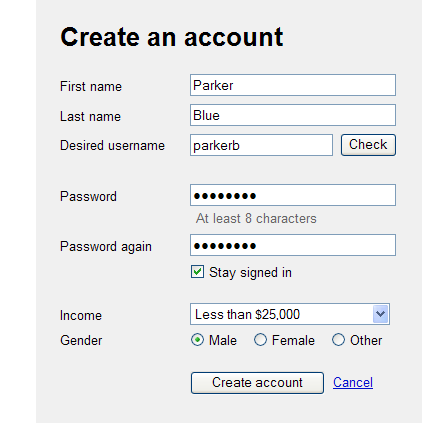 Create an account
First name Parker
Last name Blue
Desired username parkerb Check
Password ●●●●●●●●
At least 8 characters
Password again ●●●●●●●●
Stay signed in
Income Less than $25,000
Gender Male Female Other
Create account Cancel